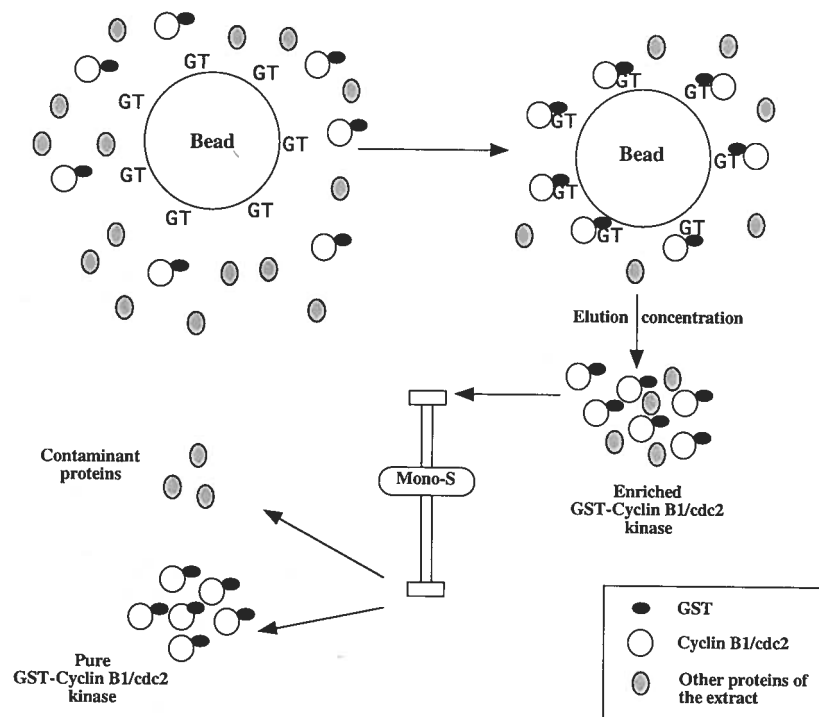 GT
GT
GT
Bead
GT
GT
GT
GT
GT
GT
GT
Bead
GT
GT
GT
GT
GT
Elution concentration
Mono-S
Contaminant
proteins
Enriched
GST-Cyclin B1/cdc2
kinase
Pure
GST-Cyclin B1/cdc2
kinase
GST
Cyclin B1/cdc2
Other proteins of
the extract